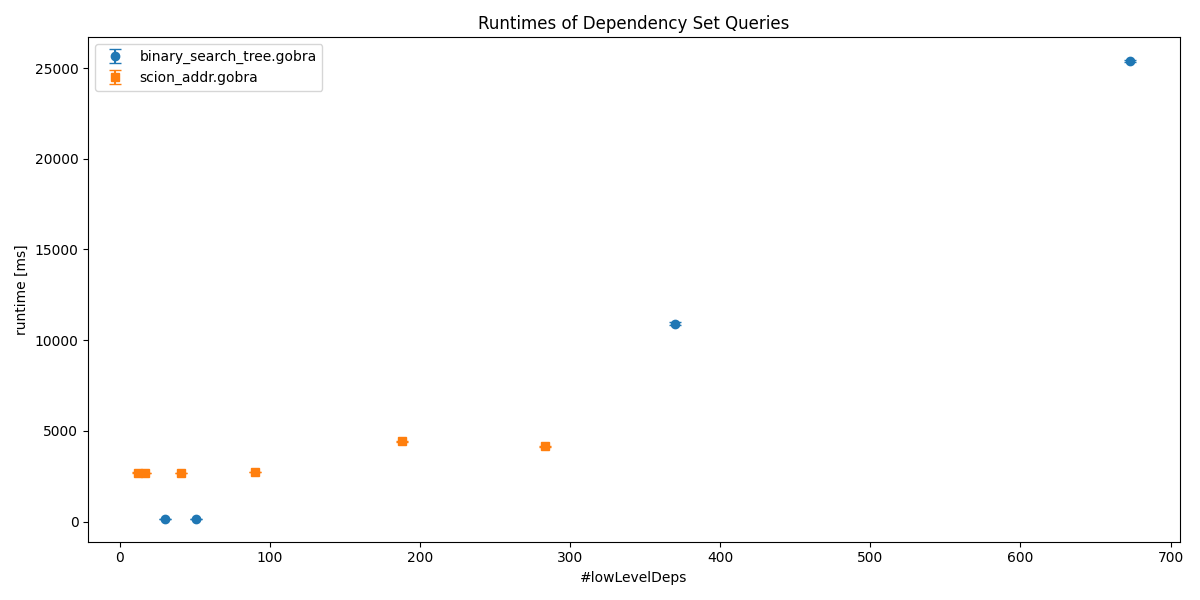 Runtimes of Dependency Set Queries
binary_search_tree.gobra
scion_addr.gobra
runtime [ms]
25000
20000
15000
10000
5000
0
0 100 200 300 400 500 600 700
#lowLevelDeps